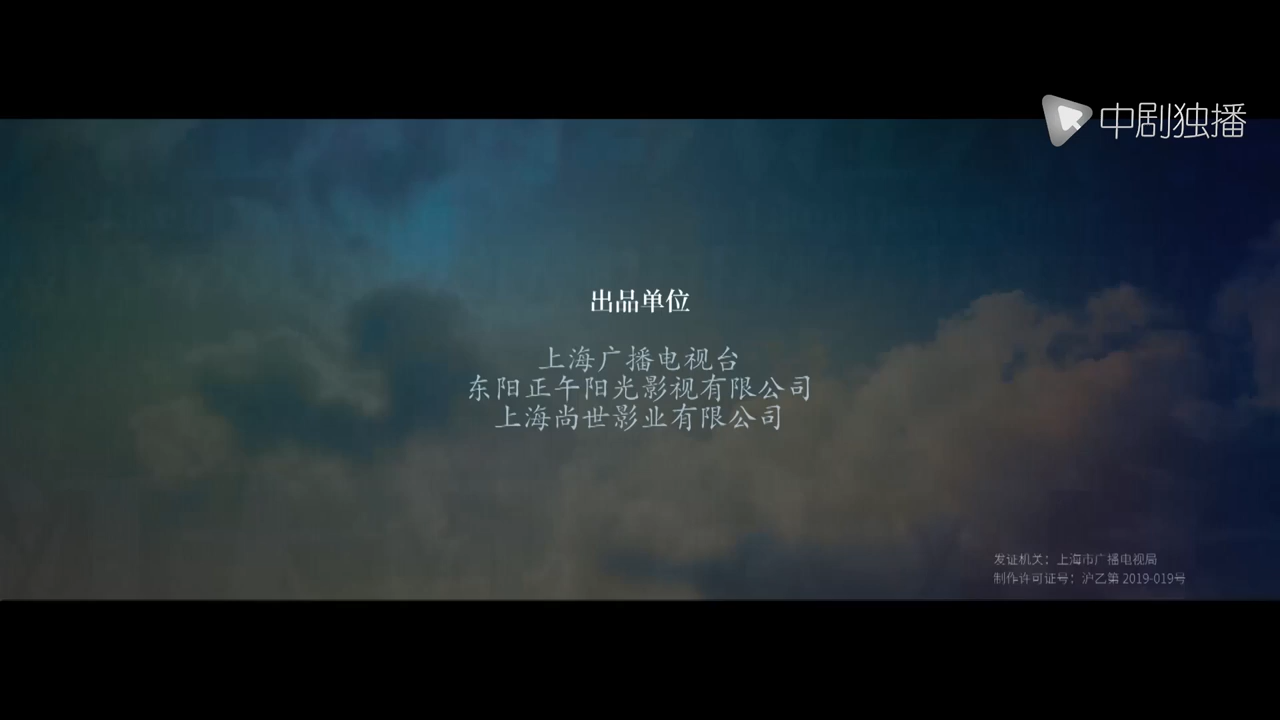 中剧独播
出品单位
上海广播电视台
东阳正午阳光影视有限公司
上海尚世影业有限公司
发证机关：上海市广播电视局
制作许可证号：沪乙第 2019-019号